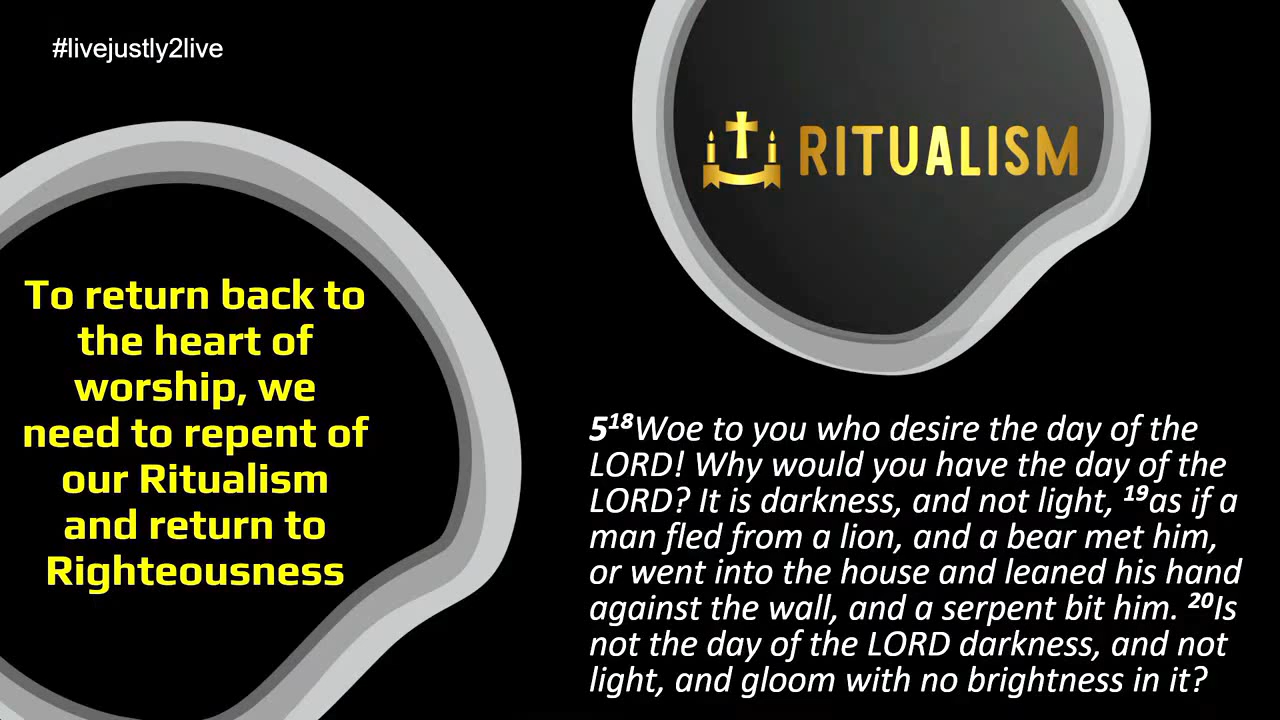 #livejustly2live
RITUALISM
To return back to
the heart of
worship, we
need to repent of
our Ritualism
and return to
Righteousness
5¹⁸Woe to you who desire the day of the
LORD! Why would you have the day of the
LORD? It is darkness, and not light, ¹⁹as if a
man fled from a lion, and a bear met him,
or went into the house and leaned his hand
against the wall, and a serpent bit him. ²⁰Is
not the day of the LORD darkness, and not
light, and gloom with no brightness in it?